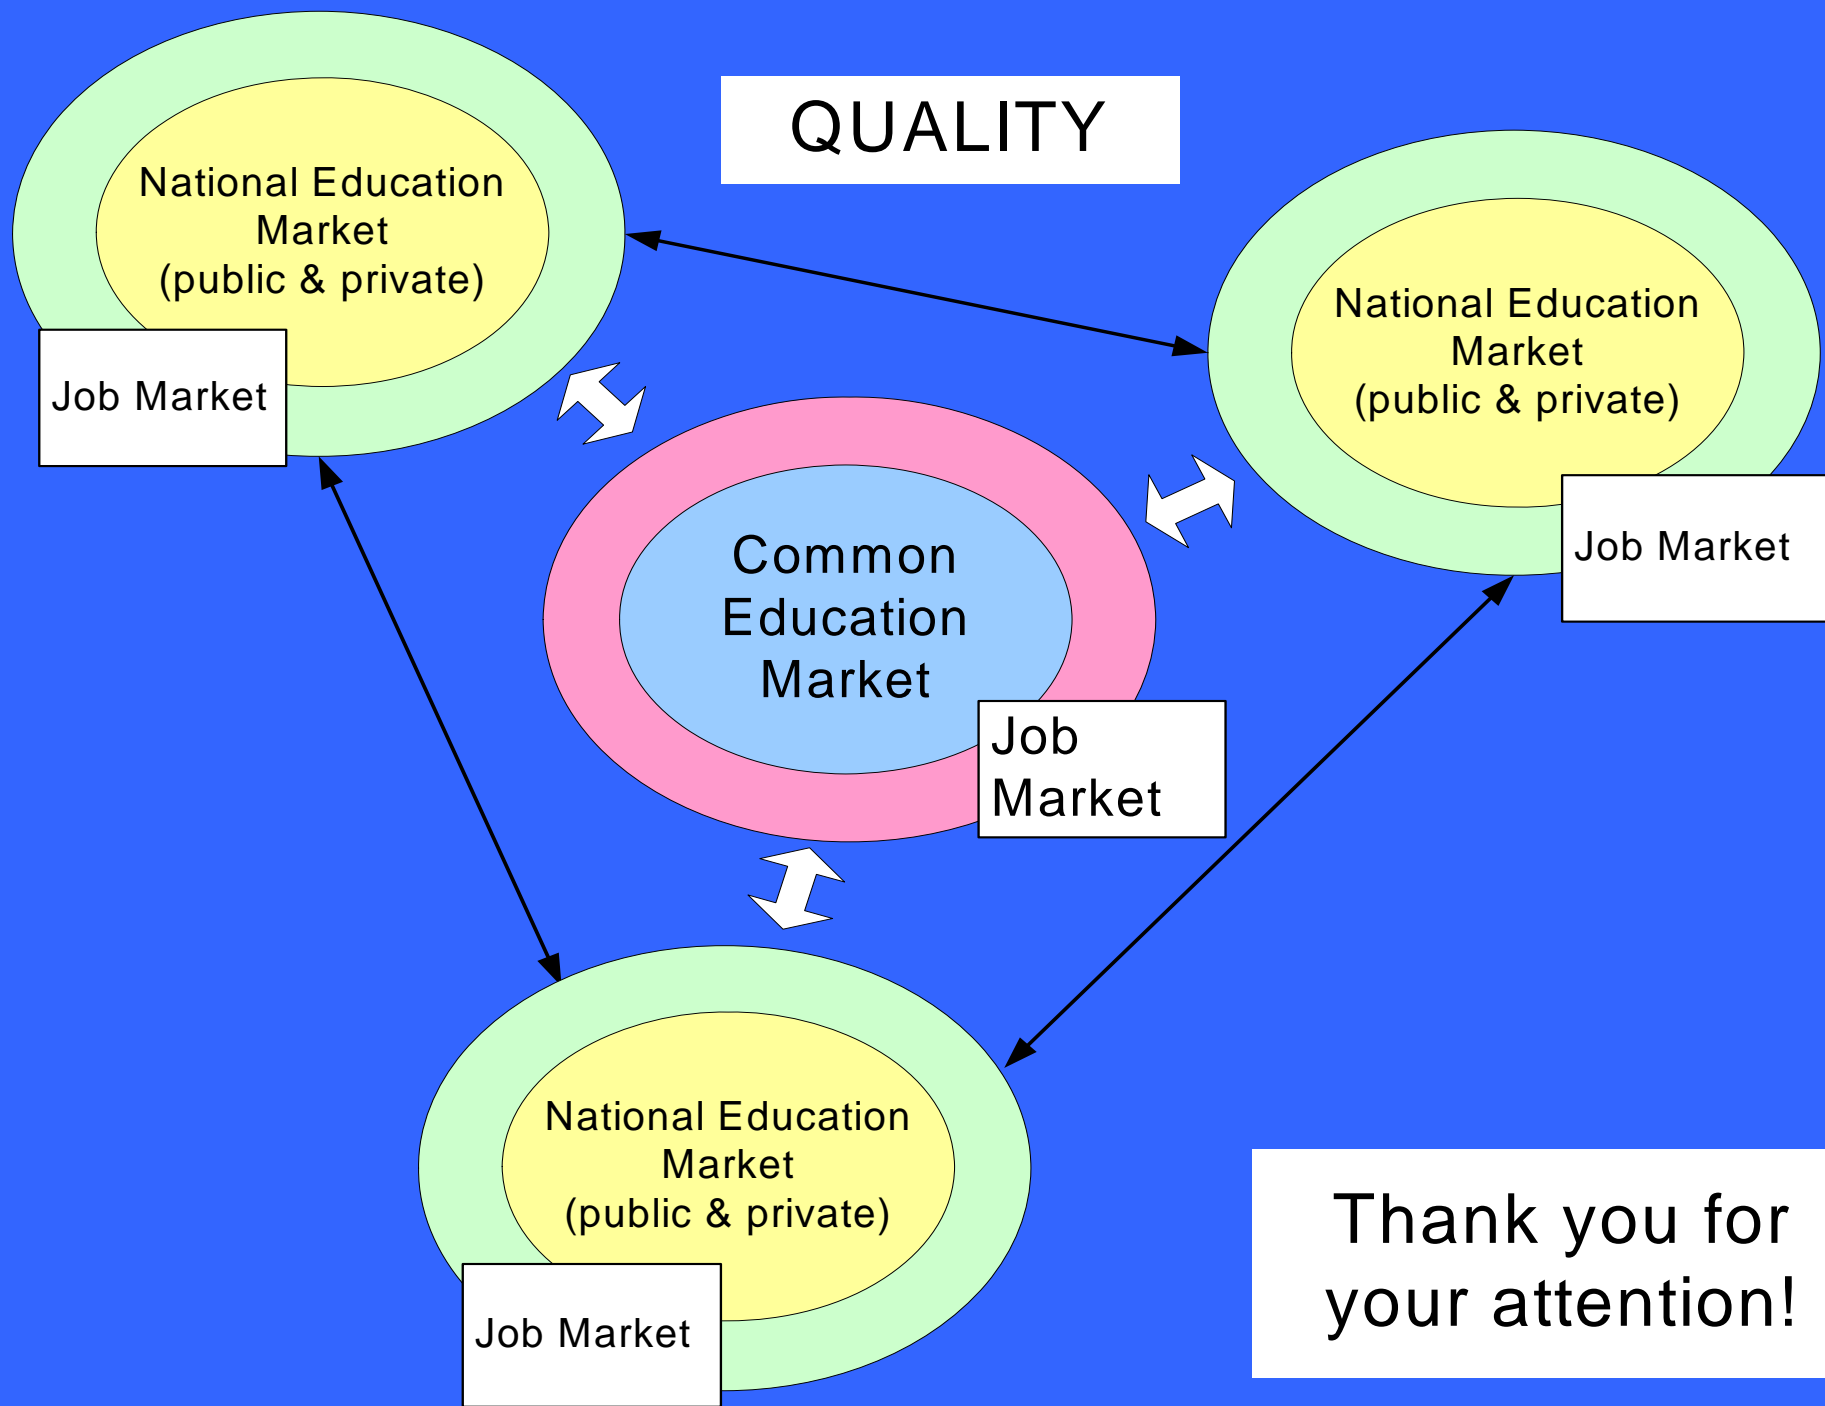 QUALITY
National Education
Market
(public & private)
Job Market
National Education
Market
(public & private)
Job Market
Common
Education
Market
Job
Market
National Education
Market
(public & private)
Job Market
Thank you for
your attention!